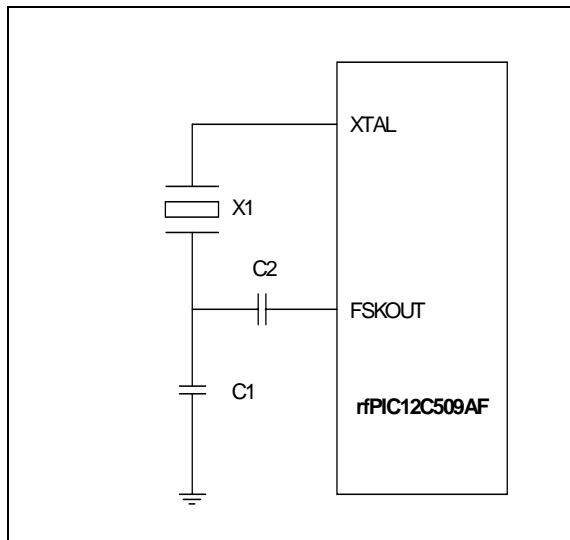 XTAL
X1
C2
FSKOUT
C1
rfPIC12C509AF